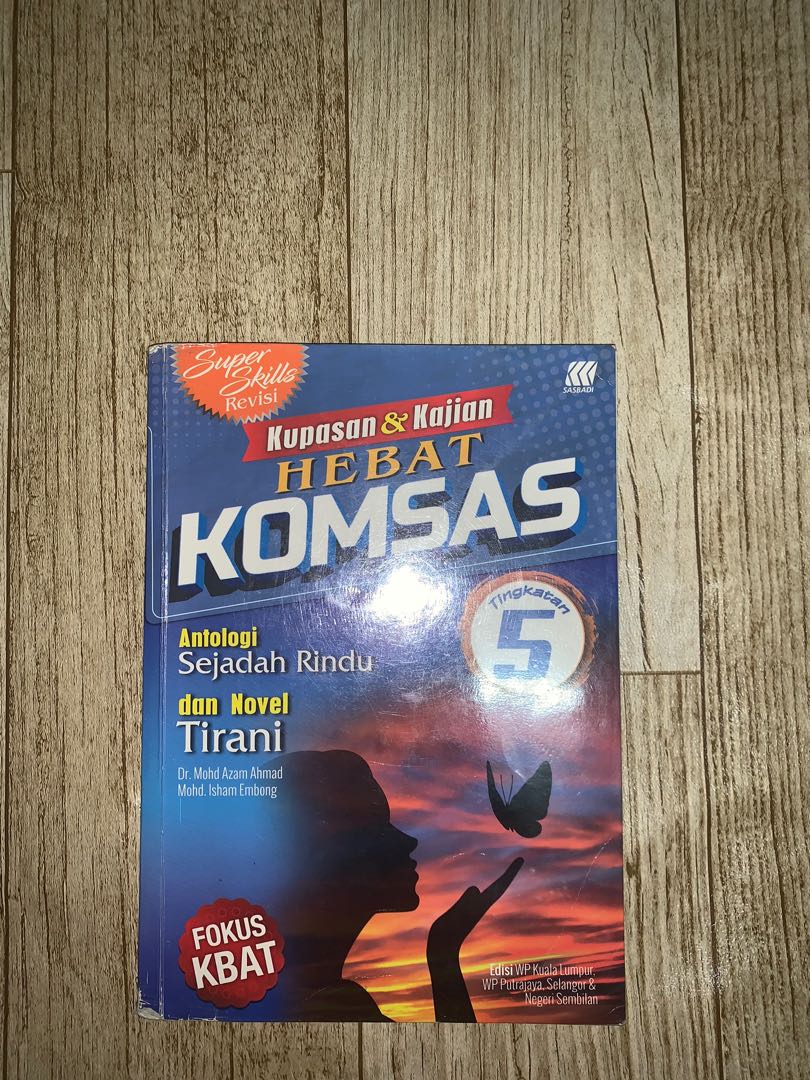 Super
Skills
Revisi
SASBADI
Kupasan & Kajian
HEBAT
KOMSAS
Tingkatan
5
Antologi
Sejadah Rindu
dan Novel
Tirani
Dr. Mohd Azam Ahmad
Mohd. Isham Embong
FOKUS
KBAT
Edisi WP Kuala Lumpur,
WP Putrajaya, Selangor &
Negeri Sembilan